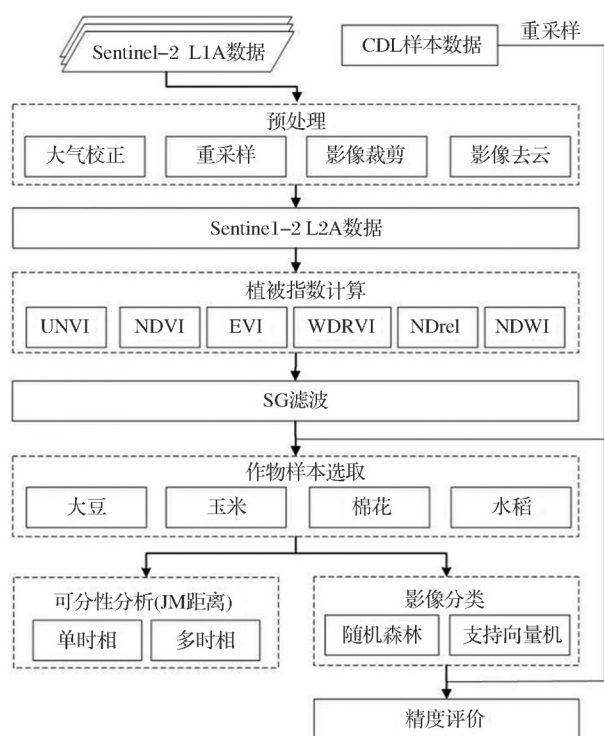 Sentinel-2 L1A数据
CDL样本数据
重采样
预处理
大气校正
重采样
影像裁剪
影像去云
Sentine1-2 L2A数据
植被指数计算
UNVI
NDVI
EVI
WDRVI
NDrel
NDWI
SG滤波
作物样本选取
大豆
玉米
棉花
水稻
可分性分析(JM距离)
单时相
多时相
影像分类
随机森林
支持向量机
精度评价